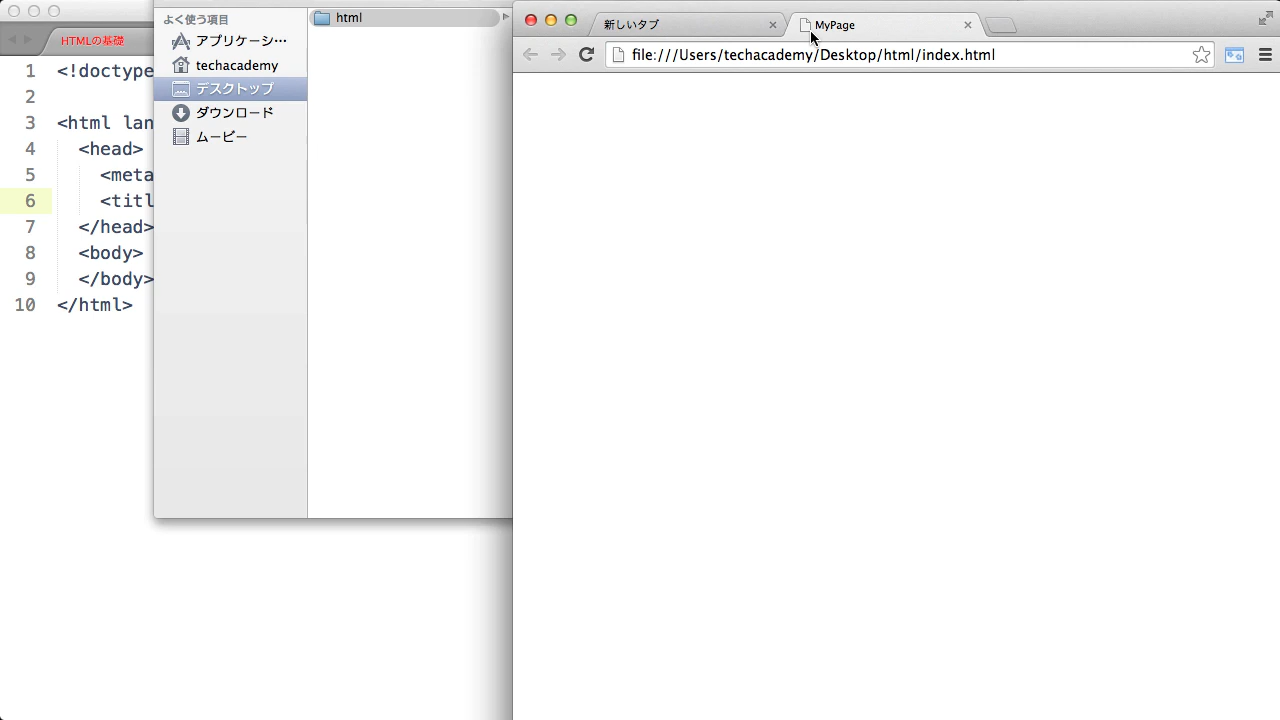 HTMLの基礎
1 <!doctype
2
3 <html lan
4 <head>
5 <meta
6 <titl
7 </head>
8 <body>
9 </body>
10 </html>
よく使う項目
アプリケーシ…
techacademy
デスクトップ
ダウンロード
ムービー
html
新しいタブ
MyPage
file:///Users/techacademy/Desktop/html/index.html